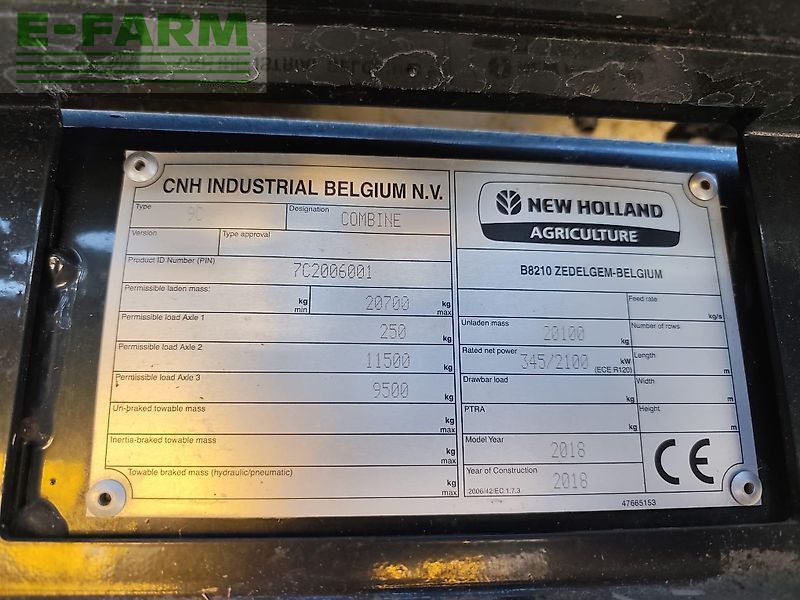 E-FARM
CNH INDUSTRIAL BELGIUM N.V.
Type 9C
Designation COMBINE
Version
Type approval
Product ID Number (PIN) 7C2006001
Permissible laden mass: kg min 20700 kg max
Permissible load Axle 1 250 kg
Permissible load Axle 2 11500 kg
Permissible load Axle 3 9500 kg
Un-braked towable mass kg max
Inertia-braked towable mass kg max
Towable braked mass (hydraulic/pneumatic) kg max
NEW HOLLAND
AGRICULTURE
B8210 ZEDELGEM-BELGIUM
Unladen mass 20100 kg
Rated net power 345/2100 kW
(ECE R120)
Drawbar load kg
PTRA kg
Model Year 2018
Year of Construction 2018
2006/42/EC 1.7.3
Feed rate kg/s
Number of rows
Length m
Width m
Height m
CE
47665153